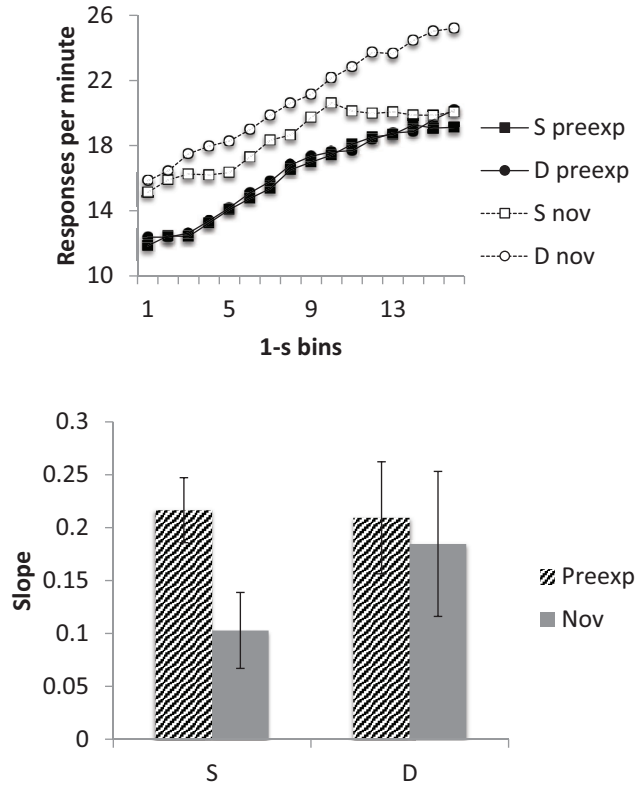 26
22
18
14
10
Responses per minute
1 5 9 13
1-s bins
S preexp
D preexp
S nov
D nov
0.3
0.25
0.2
0.15
0.1
0.05
0
Slope
S D
Preexp
Nov